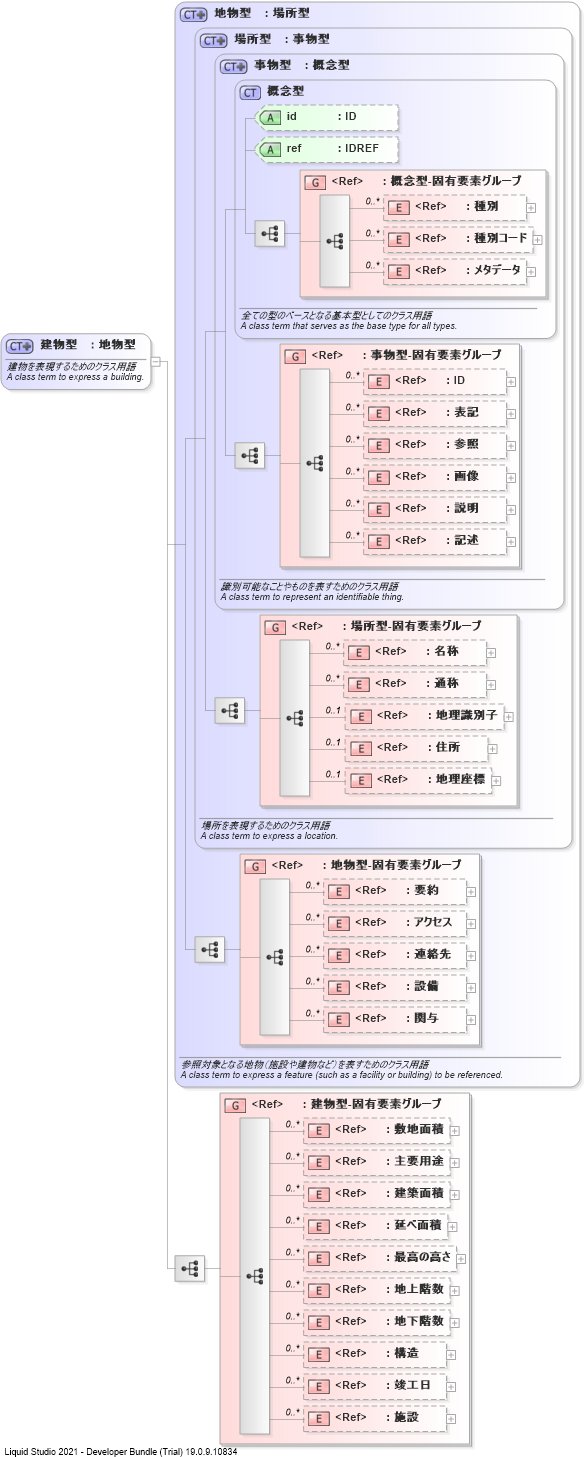 CT 地物型 : 場所型
CT 場所型 : 事物型
CT 事物型 : 概念型
CT 概念型
A id : ID
A ref : IDREF
G <Ref> : 概念型-固有要素グループ
0..* E <Ref> : 種別
0..* E <Ref> : 種別コード
0..* E <Ref> : メタデータ
全ての型のベースとなる基本型としてのクラス用語
A class term that serves as the base type for all types.
CT 建物型 : 地物型
建物を表現するためのクラス用語
A class term to express a building.
G <Ref> : 事物型-固有要素グループ
0..* E <Ref> : ID
0..* E <Ref> : 表記
0..* E <Ref> : 参照
0..* E <Ref> : 画像
0..* E <Ref> : 説明
0..* E <Ref> : 記述
識別可能なことやものを表すためのクラス用語
A class term to represent an identifiable thing.
G <Ref> : 場所型-固有要素グループ
0..* E <Ref> : 名称
0..* E <Ref> : 通称
0..1 E <Ref> : 地理識別子
0..1 E <Ref> : 住所
0..1 E <Ref> : 地理座標
場所を表現するためのクラス用語
A class term to express a location.
G <Ref> : 地物型-固有要素グループ
0..* E <Ref> : 要約
0..* E <Ref> : アクセス
0..* E <Ref> : 連絡先
0..* E <Ref> : 設備
0..* E <Ref> : 関与
参照対象となる地物(施設や建物など)を表すためのクラス用語
A class term to express a feature (such as a facility or building) to be referenced.
G <Ref> : 建物型-固有要素グループ
0..* E <Ref> : 敷地面積
0..* E <Ref> : 主要用途
0..* E <Ref> : 建築面積
0..* E <Ref> : 延べ面積
0..* E <Ref> : 最高の高さ
0..* E <Ref> : 地上階数
0..* E <Ref> : 地下階数
0..* E <Ref> : 構造
0..* E <Ref> : 竣工日
0..* E <Ref> : 施設
Liquid Studio 2021 - Developer Bundle (Trial) 19.0.9.10834